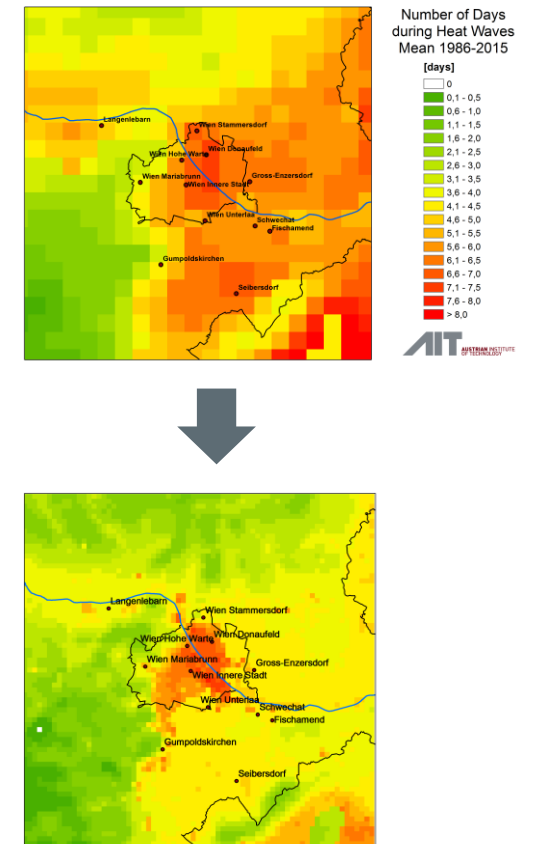 Number of Days
during Heat Waves
Mean 1986-2015
[days]
0
0,1 - 0,5
0,6 - 1,0
1,1 - 1,5
1,6 - 2,0
2,1 - 2,5
2,6 - 3,0
3,1 - 3,5
3,6 - 4,0
4,1 - 4,5
4,6 - 5,0
5,1 - 5,5
5,6 - 6,0
6,1 - 6,5
6,6 - 7,0
7,1 - 7,5
7,6 - 8,0
> 8,0
AIT AUSTRIAN INSTITUTE
OF TECHNOLOGY
Langenlebarn
Wien Stammersdorf
Wien Donaufeld
Wien Hohe Warte
Wien Mariabrunn
Wien Innere Stadt
Gross-Enzersdorf
Wien Unterlaa
Schwechat
Fischamend
Gumpoldskirchen
Seibersdorf
Langenlebarn
Wien Stammersdorf
Wien Hohe Warte
Wien Donaufeld
Wien Mariabrunn
Gross-Enzersdorf
Wien Innere Stadt
Wien Unterlaa
Schwechat
Fischamend
Gumpoldskirchen
Seibersdorf